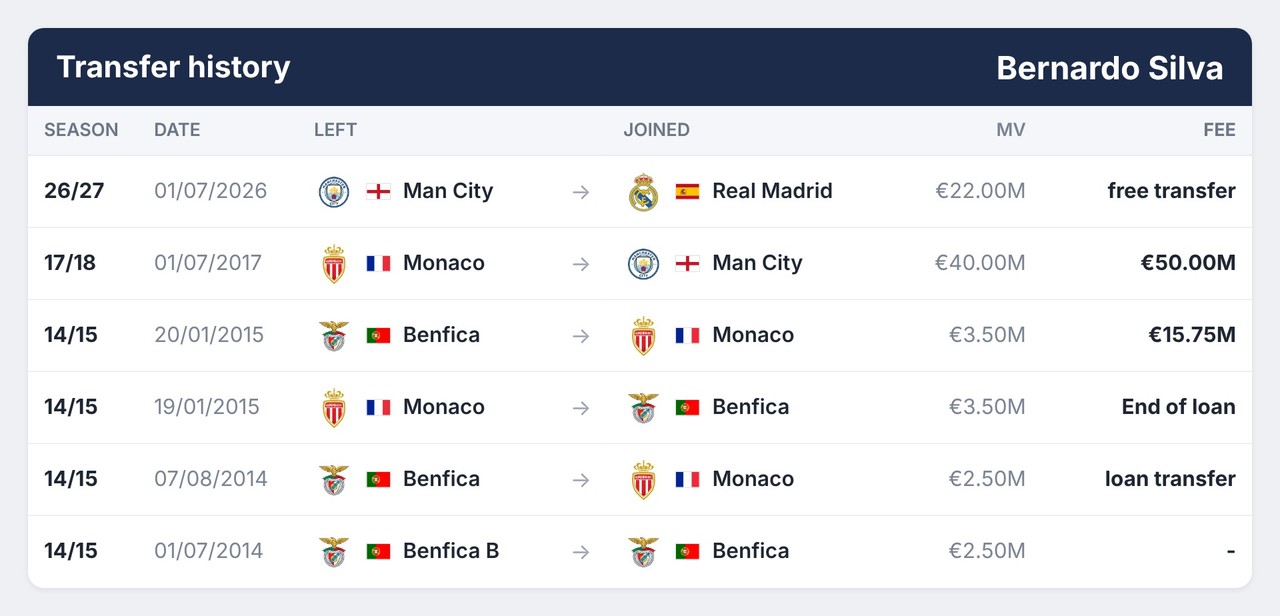 Transfer history Bernardo Silva
SEASON DATE LEFT JOINED MV FEE
26/27 01/07/2026 Man City → Real Madrid €22.00M free transfer
17/18 01/07/2017 Monaco → Man City €40.00M €50.00M
14/15 20/01/2015 Benfica → Monaco €3.50M €15.75M
14/15 19/01/2015 Monaco → Benfica €3.50M End of loan
14/15 07/08/2014 Benfica → Monaco €2.50M loan transfer
14/15 01/07/2014 Benfica B → Benfica €2.50M -